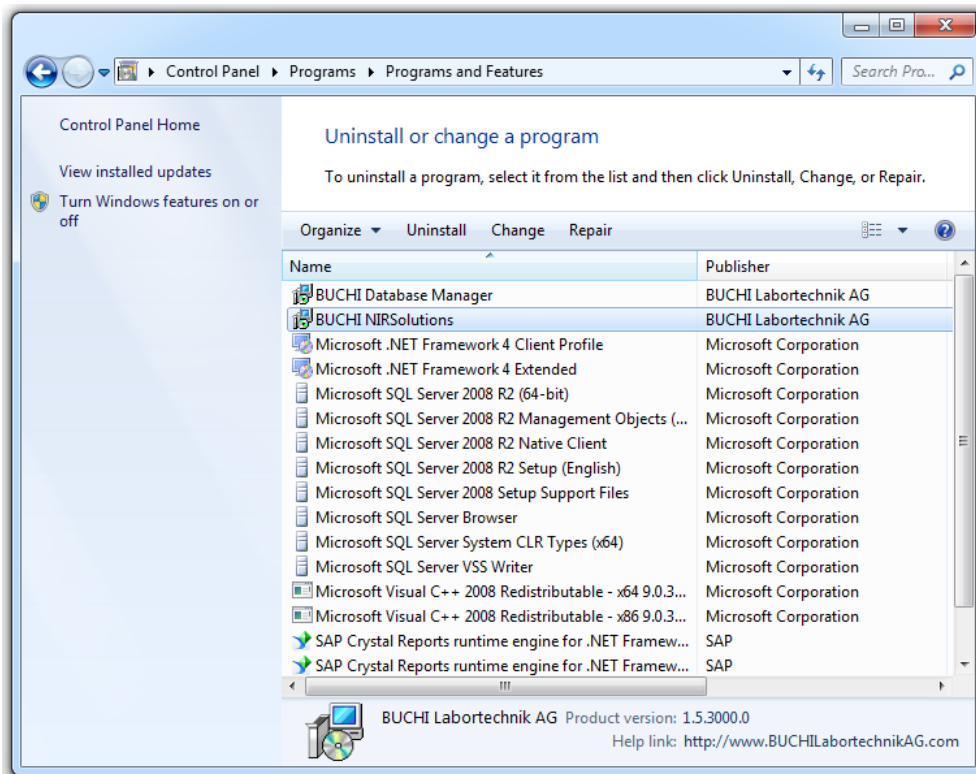 Control Panel ▸ Programs ▸ Programs and Features
Search Pro...
Control Panel Home
View installed updates
Turn Windows features on or
off
Uninstall or change a program
To uninstall a program, select it from the list and then click Uninstall, Change, or Repair.
Organize Uninstall Change Repair
Name Publisher
BUCHI Database Manager BUCHI Labortechnik AG
BUCHI NIRSolutions BUCHI Labortechnik AG
Microsoft .NET Framework 4 Client Profile Microsoft Corporation
Microsoft .NET Framework 4 Extended Microsoft Corporation
Microsoft SQL Server 2008 R2 (64-bit) Microsoft Corporation
Microsoft SQL Server 2008 R2 Management Objects (... Microsoft Corporation
Microsoft SQL Server 2008 R2 Native Client Microsoft Corporation
Microsoft SQL Server 2008 R2 Setup (English) Microsoft Corporation
Microsoft SQL Server 2008 Setup Support Files Microsoft Corporation
Microsoft SQL Server Browser Microsoft Corporation
Microsoft SQL Server System CLR Types (x64) Microsoft Corporation
Microsoft SQL Server VSS Writer Microsoft Corporation
Microsoft Visual C++ 2008 Redistributable - x64 9.0.3... Microsoft Corporation
Microsoft Visual C++ 2008 Redistributable - x86 9.0.3... Microsoft Corporation
SAP Crystal Reports runtime engine for .NET Framew... SAP
SAP Crystal Reports runtime engine for .NET Framew... SAP
BUCHI Labortechnik AG Product version: 1.5.3000.0
Help link: http://www.BUCHILabortechnikAG.com